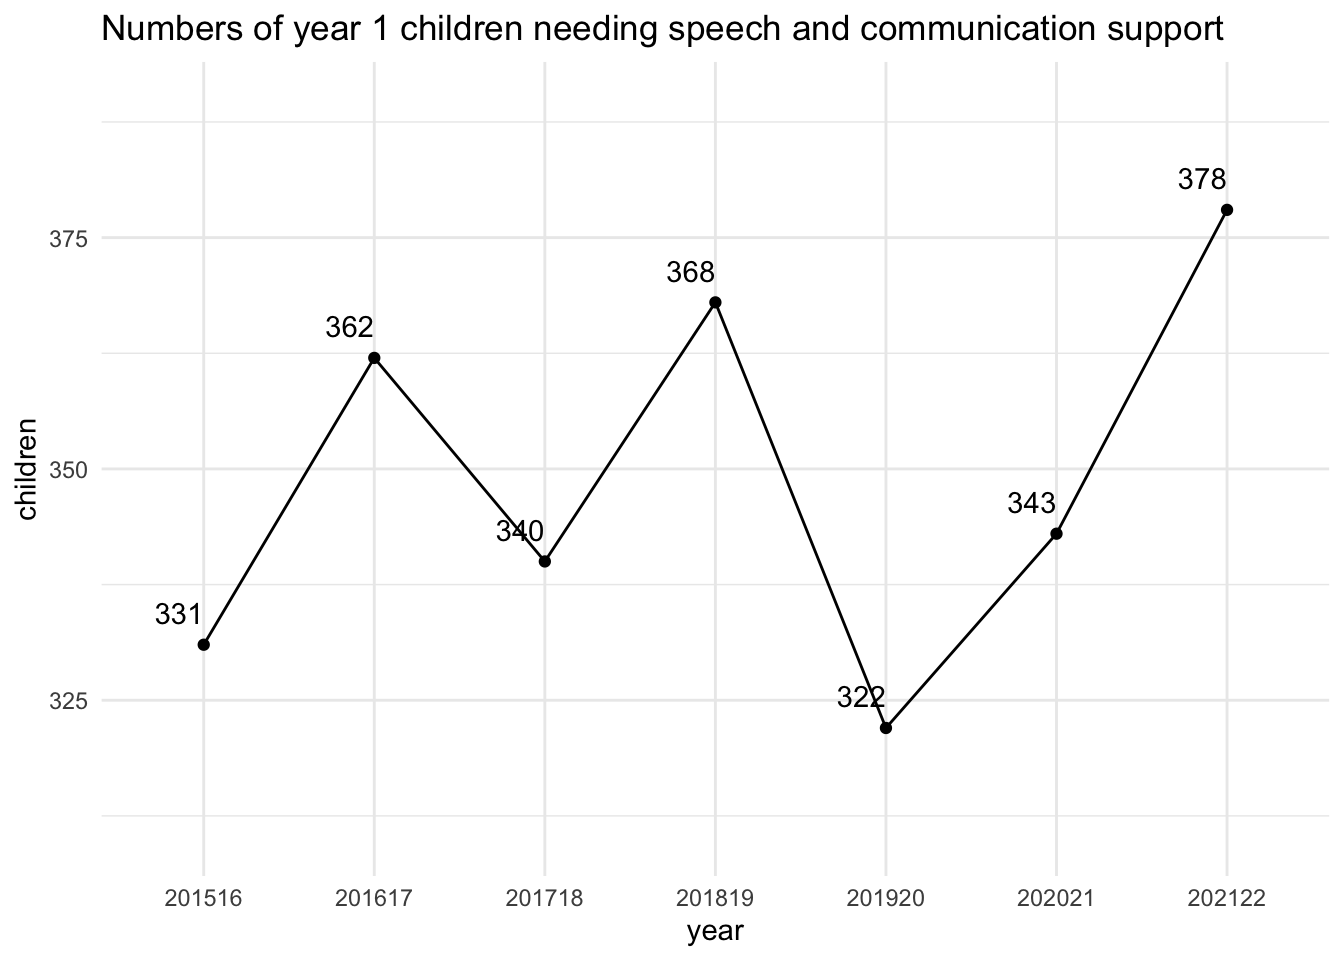 Numbers of year 1 children needing speech and communication support
378
375
368
362
350
children
343
340
331
325
322
201516 201617 201718 201819 201920 202021 202122
year